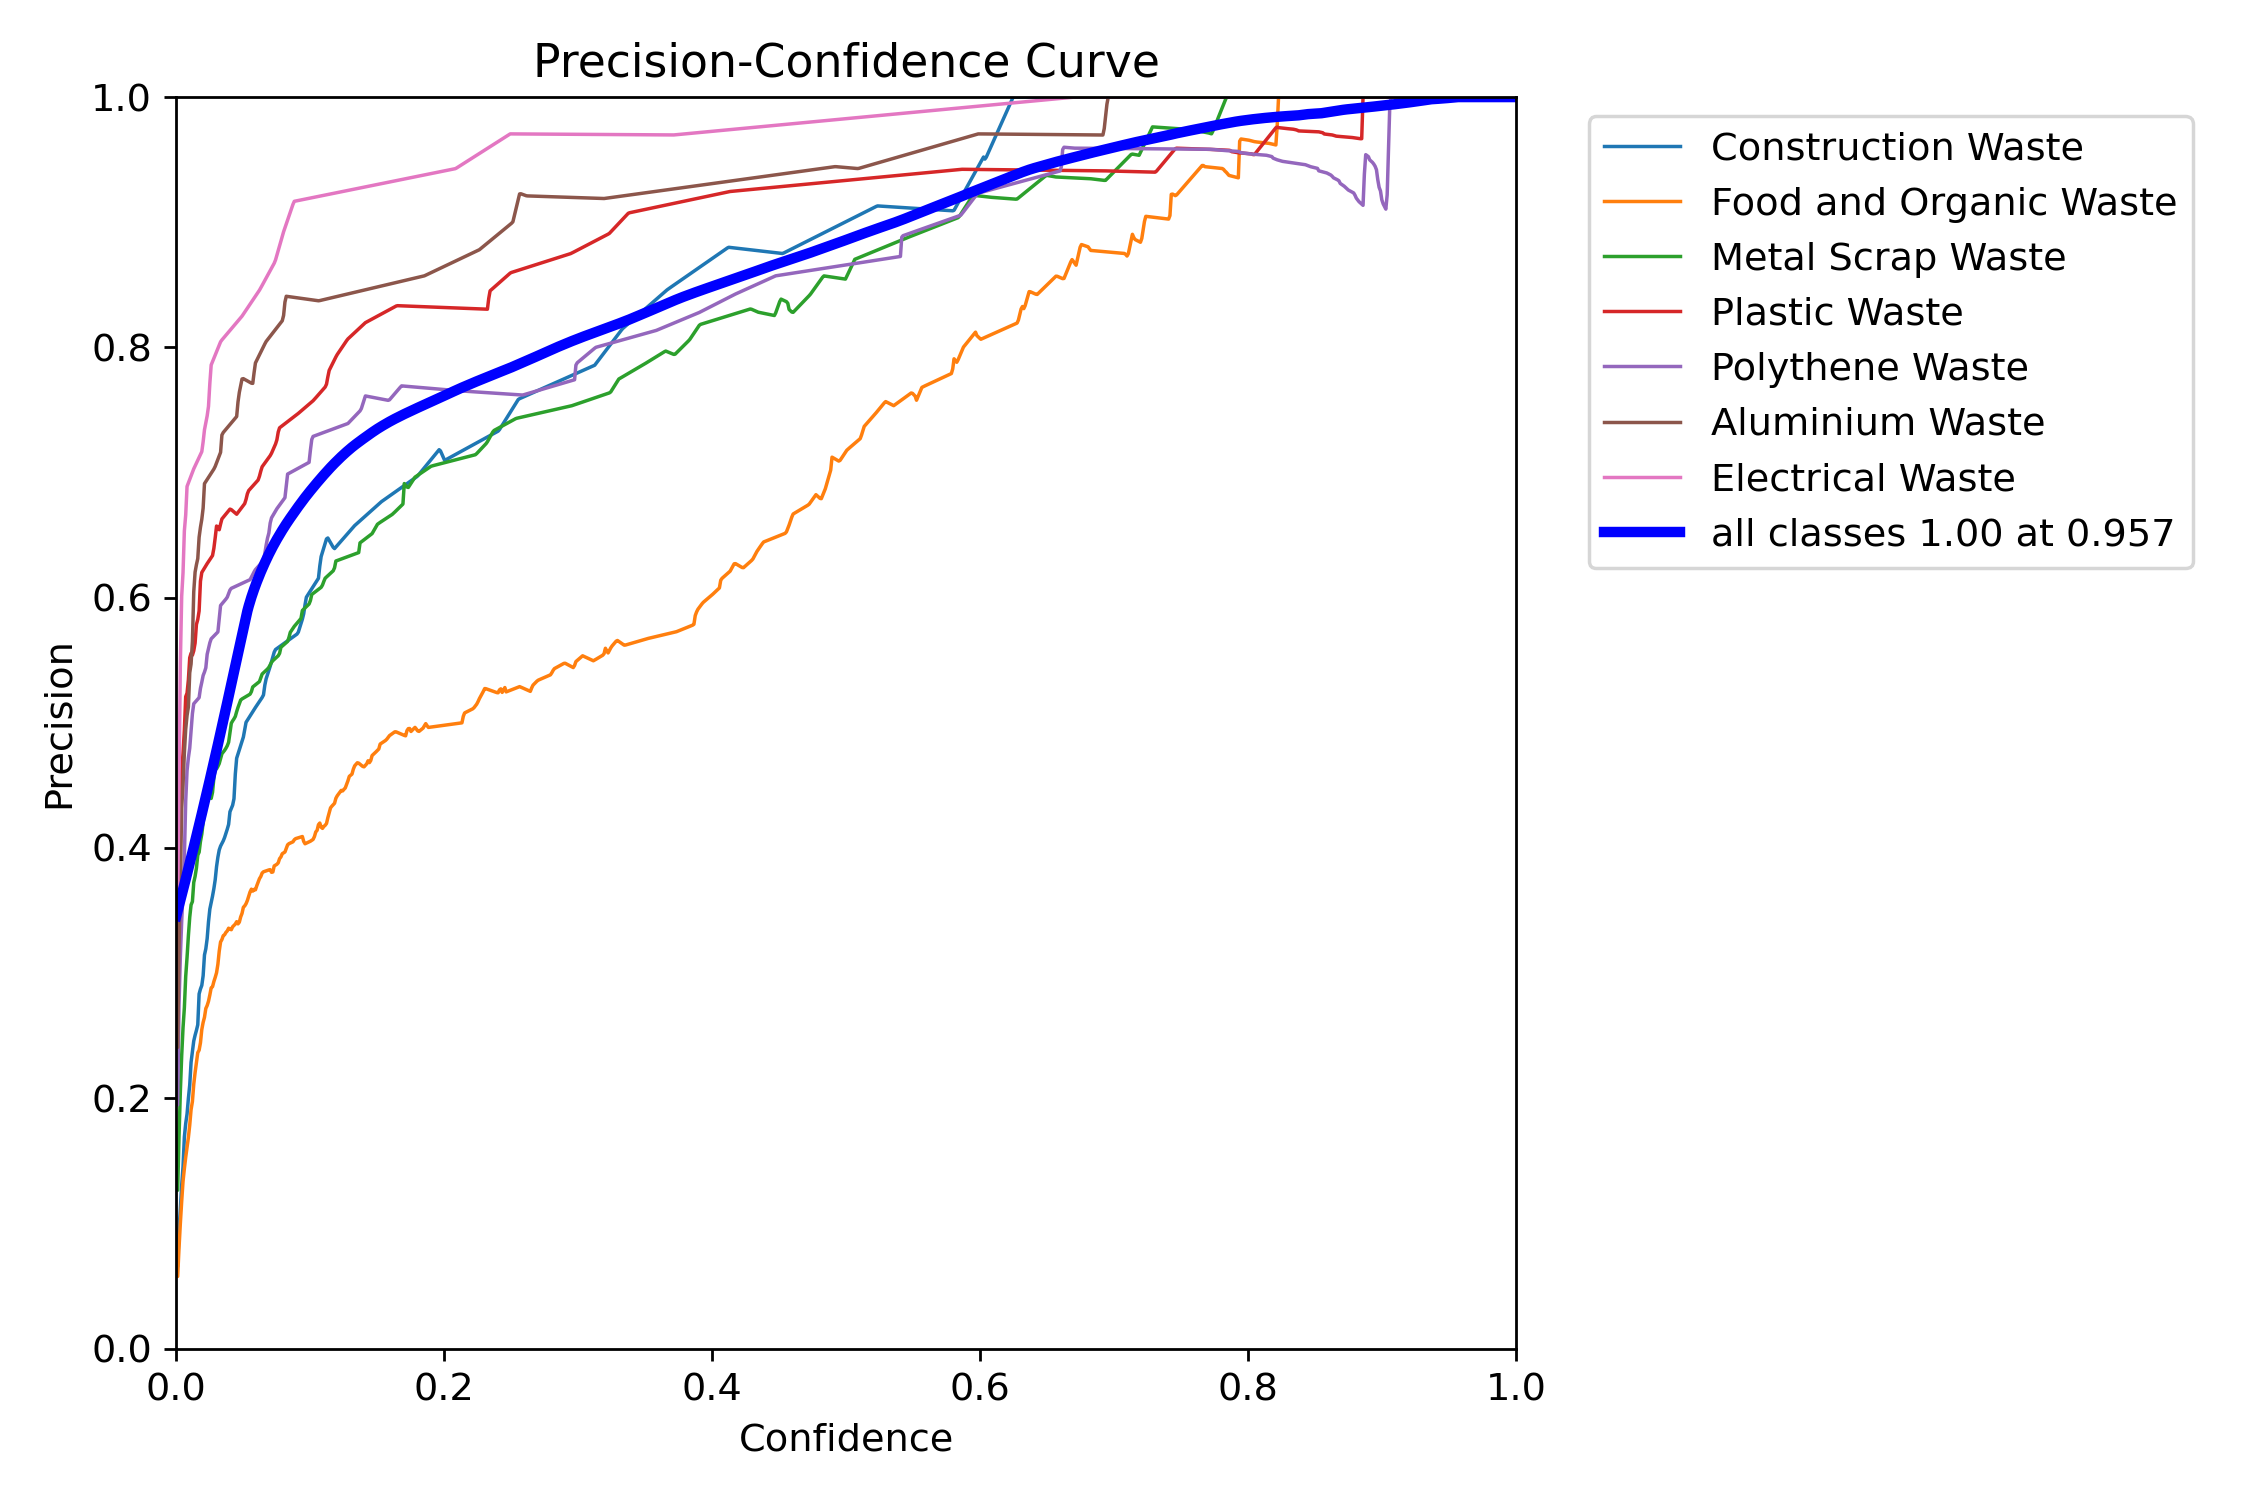 Precision-Confidence Curve
1.0
0.8
0.6
0.4
0.2
0.0
Precision
0.0 0.2 0.4 0.6 0.8 1.0
Confidence
Construction Waste
Food and Organic Waste
Metal Scrap Waste
Plastic Waste
Polythene Waste
Aluminium Waste
Electrical Waste
all classes 1.00 at 0.957